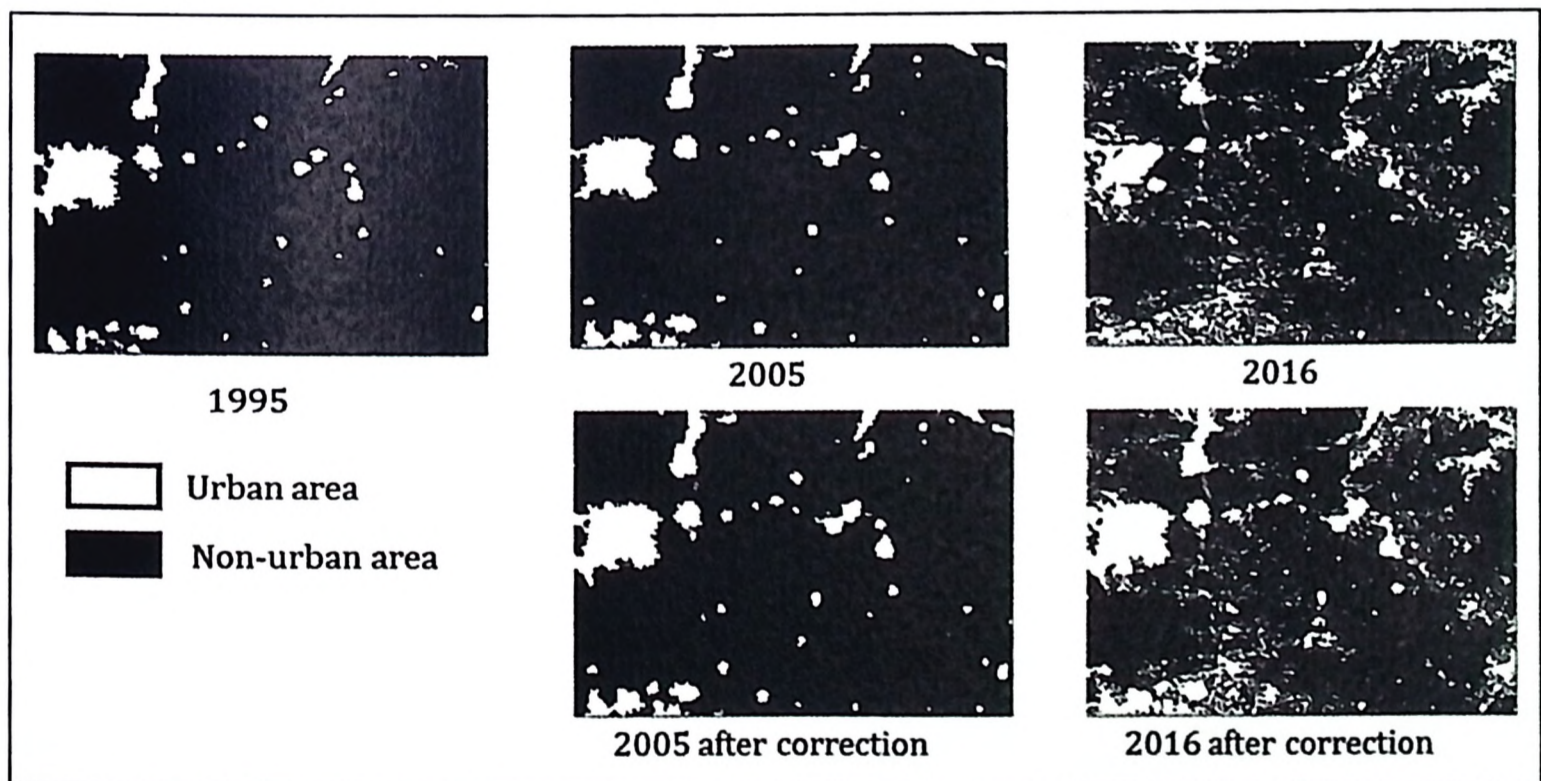 1995
2005
2016
Urban area
Non-urban area
2005 after correction
2016 after correction